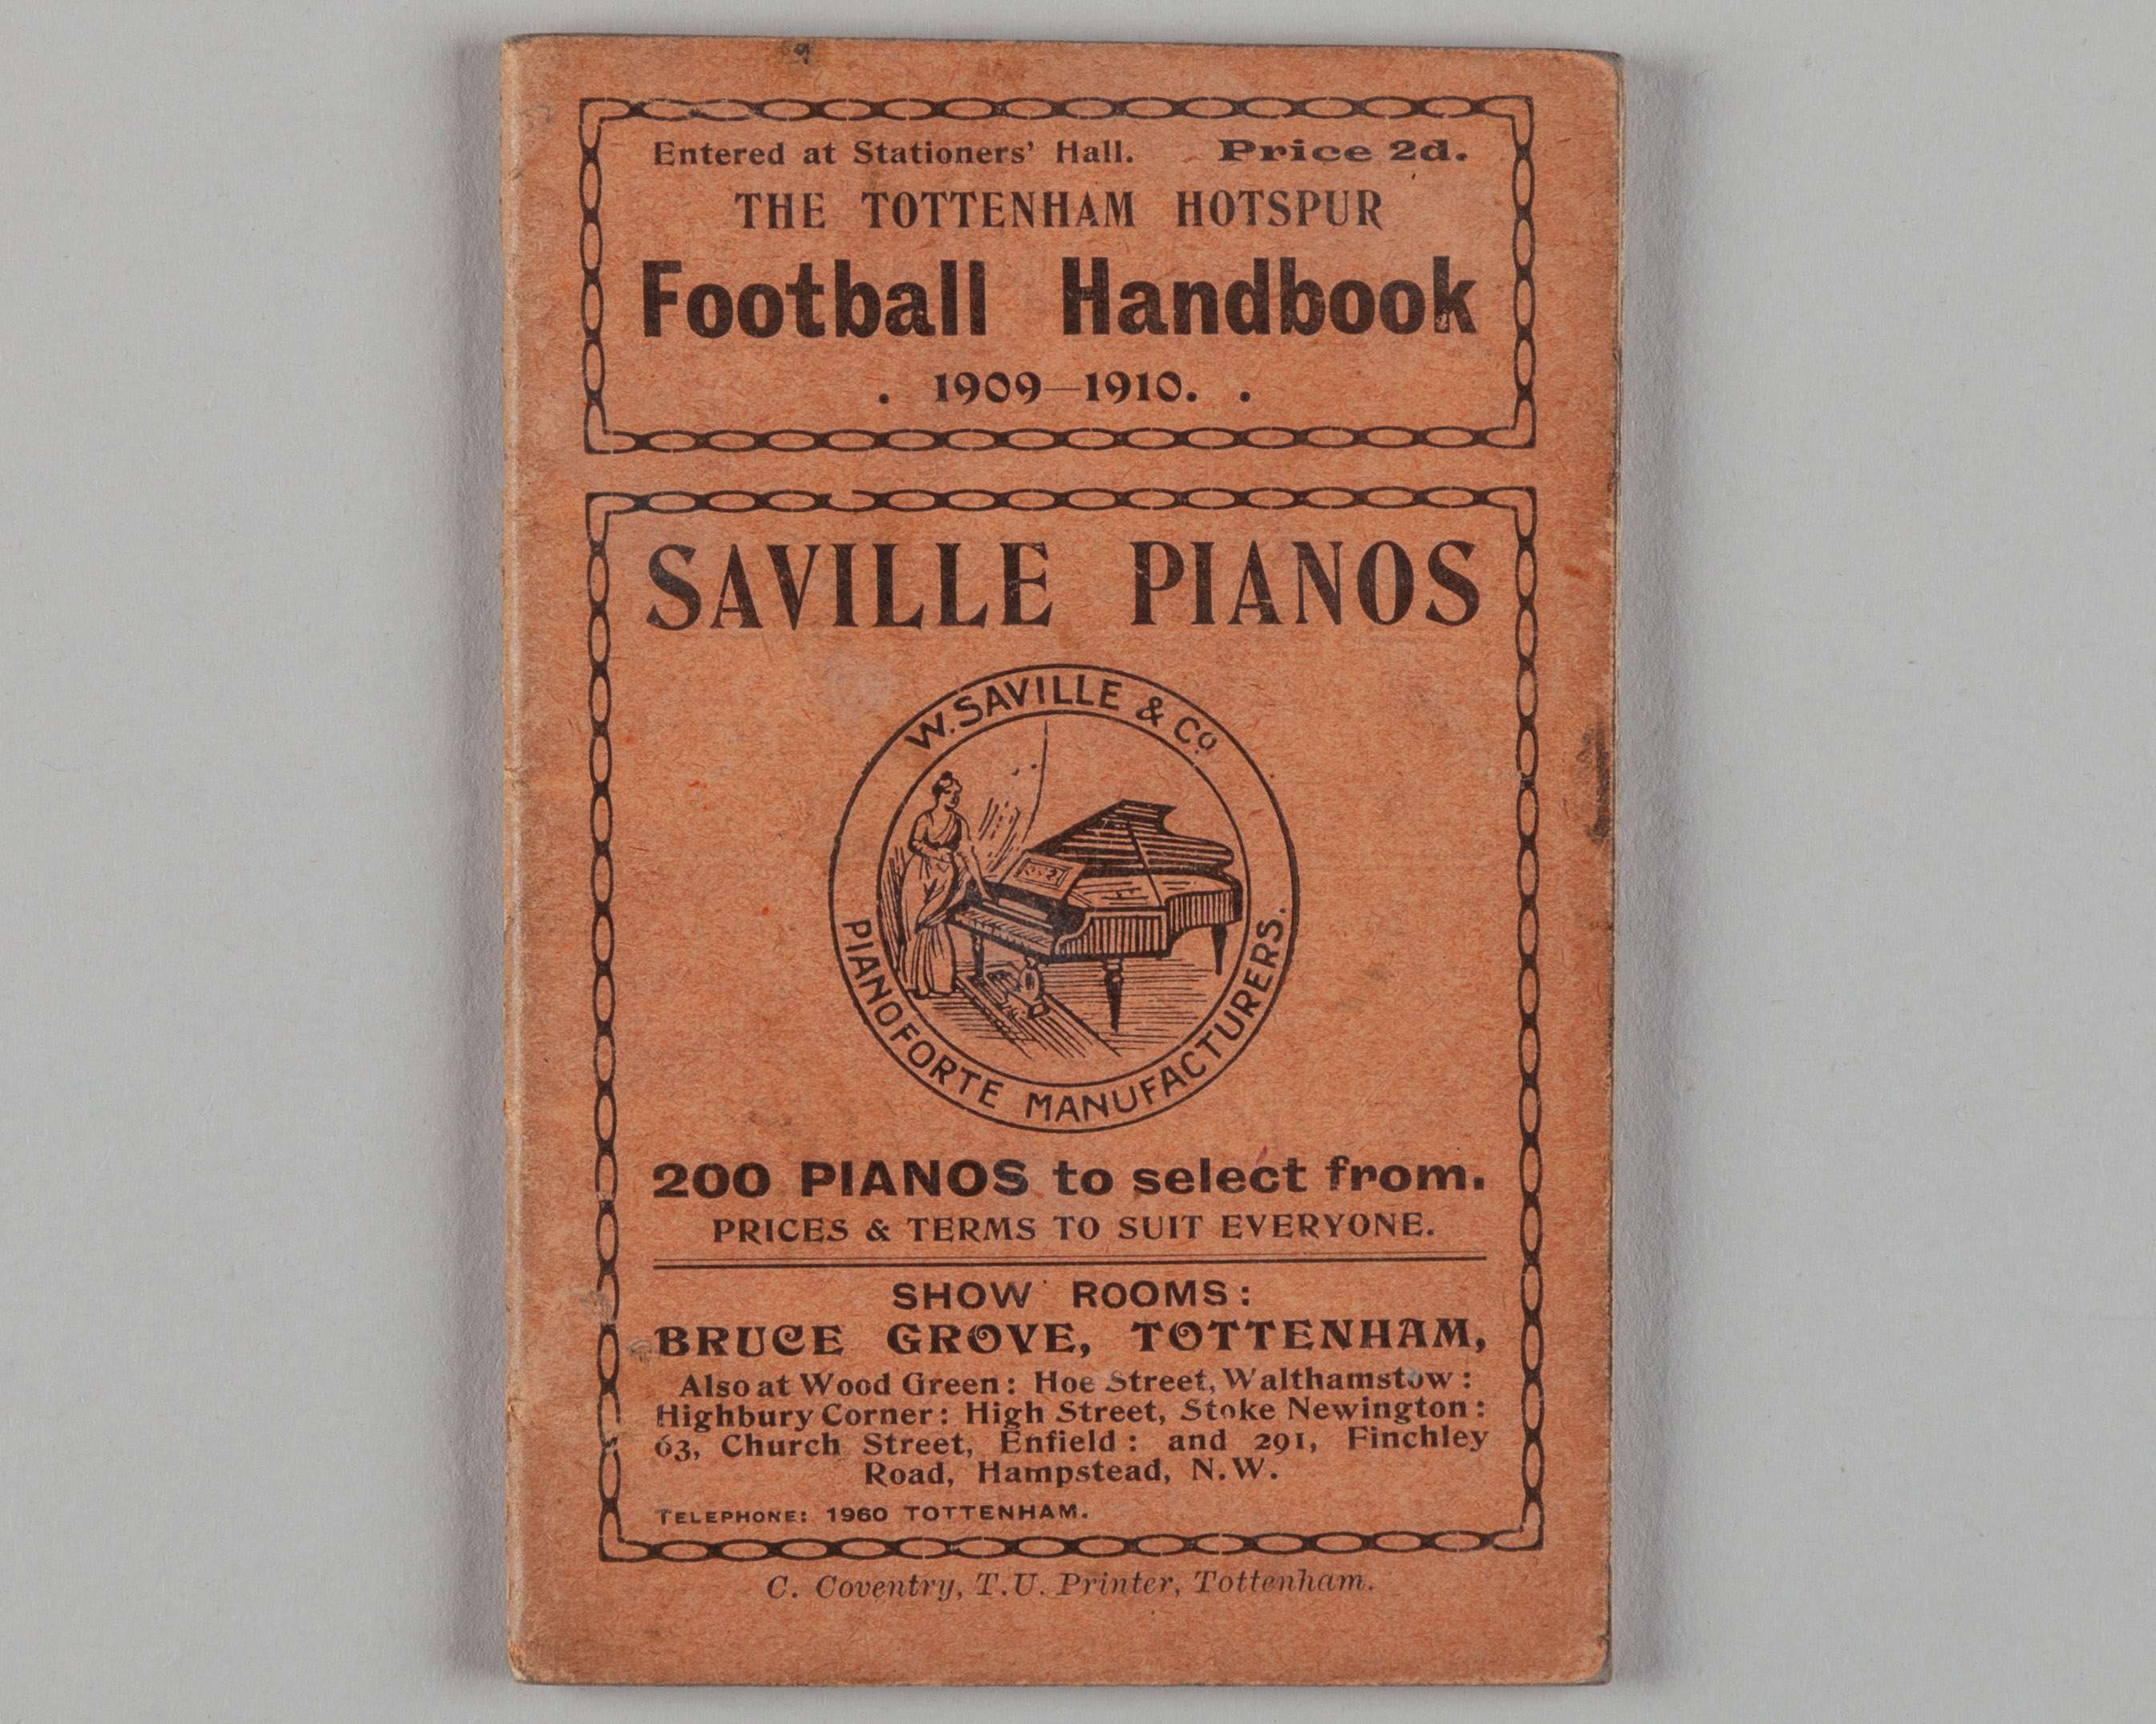 Entered at Stationers' Hall. Price 2d.
THE TOTTENHAM HOTSPUR
Football Handbook
. 1909—1910. .
SAVILLE PIANOS
W. SAVILLE & Co
PIANOFORTE MANUFACTURERS.
200 PIANOS to select from.
PRICES & TERMS TO SUIT EVERYONE.
SHOW ROOMS:
BRUCE GROVE, TOTTENHAM,
Also at Wood Green: Hoe Street, Walthamstow:
Highbury Corner: High Street, Stoke Newington:
63, Church Street, Enfield: and 291, Finchley
Road, Hampstead, N.W.
TELEPHONE: 1960 TOTTENHAM.
C. Coventry, T.U. Printer, Tottenham.